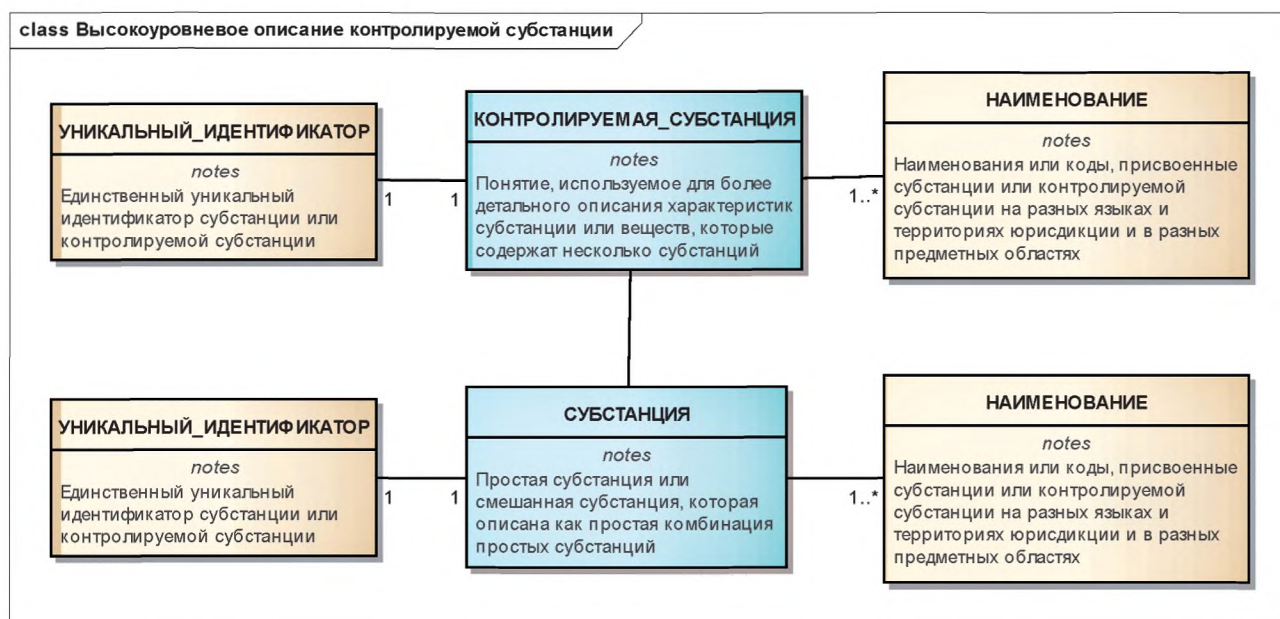 class Высокоуровневое описание контролируемой субстанции
УНИКАЛЬНЫЙ_ИДЕНТИФИКАТОР
notes
Единственный уникальный
идентификатор субстанции или
контролируемой субстанции
1
1
КОНТРОЛИРУЕМАЯ_СУБСТАНЦИЯ
notes
Понятие, используемое для более
детального описания характеристик
субстанции или веществ, которые
содержат несколько субстанций
1..*
НАИМЕНОВАНИЕ
notes
Наименования или коды, присвоенные
субстанции или контролируемой
субстанции на разных языках и
территориях юрисдикции и в разных
предметных областях
УНИКАЛЬНЫЙ_ИДЕНТИФИКАТОР
notes
Единственный уникальный
идентификатор субстанции или
контролируемой субстанции
1
1
СУБСТАНЦИЯ
notes
Простая субстанция или
смешанная субстанция, которая
описана как простая комбинация
простых субстанций
1..*
НАИМЕНОВАНИЕ
notes
Наименования или коды, присвоенные
субстанции или контролируемой
субстанции на разных языках и
территориях юрисдикции и в разных
предметных областях